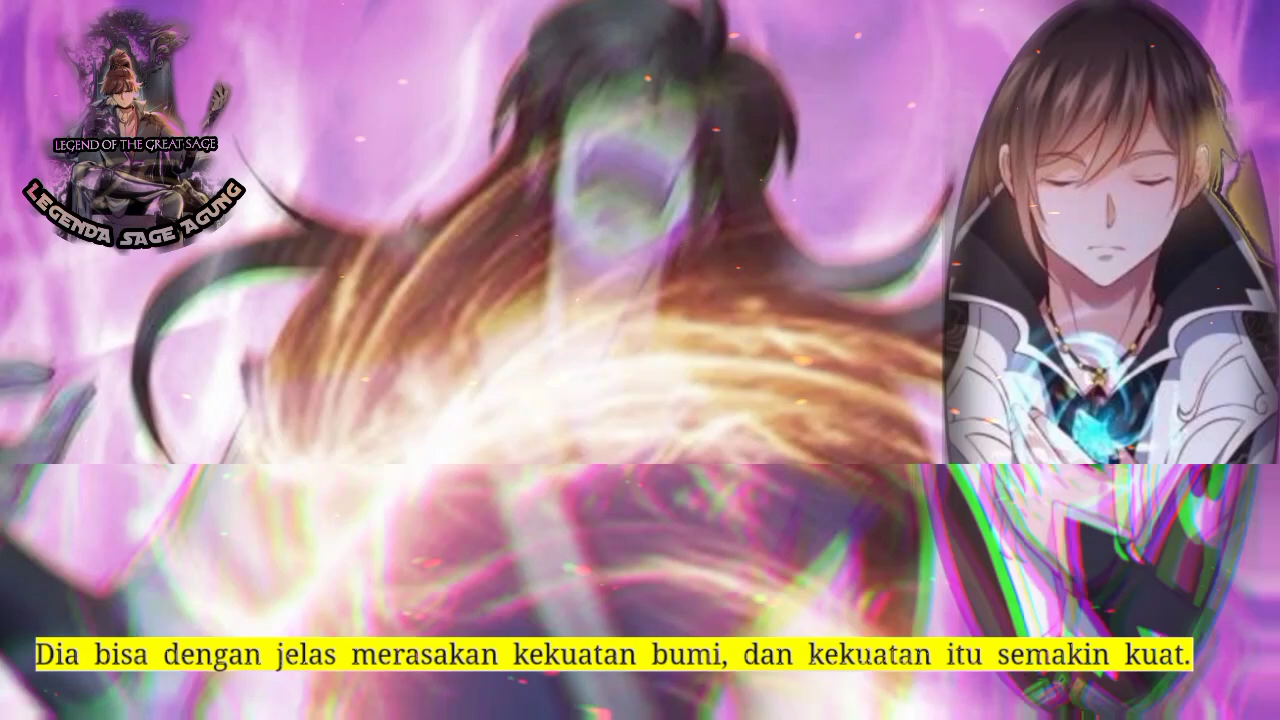 LEGEND OF THE GREAT SAGE
LEGENDA SAGE AGUNG
Dia bisa dengan jelas merasakan kekuatan bumi, dan kekuatan itu semakin kuat.